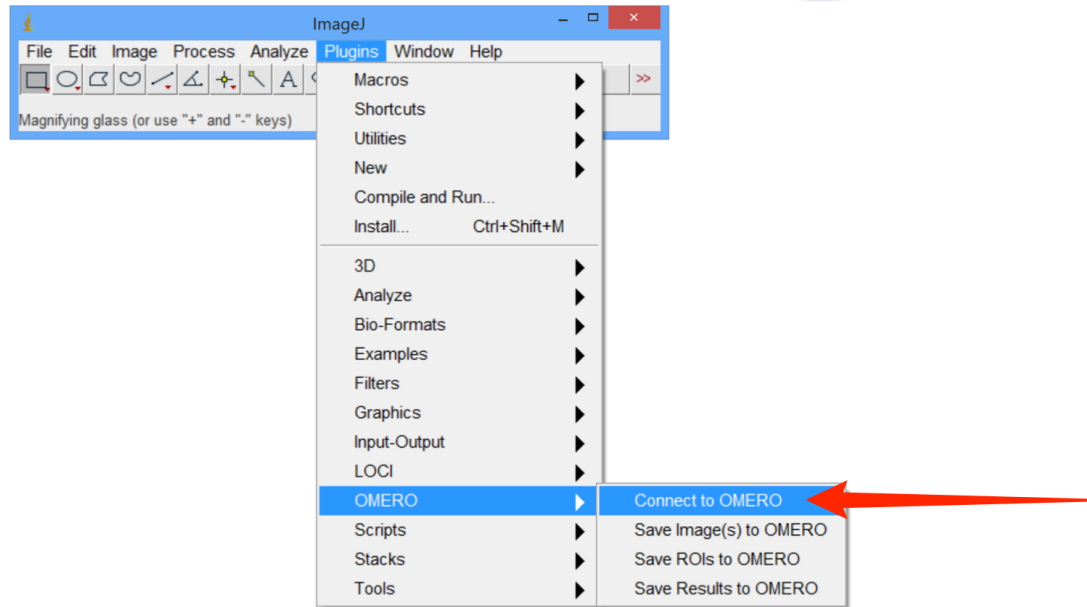 ImageJ
File Edit Image Process Analyze Plugins Window Help
A
>>
Magnifying glass (or use "+" and "-" keys)
Macros
Shortcuts
Utilities
New
Compile and Run...
Install... Ctrl+Shift+M
3D
Analyze
Bio-Formats
Examples
Filters
Graphics
Input-Output
LOCI
OMERO
Connect to OMERO
Scripts
Save Image(s) to OMERO
Stacks
Save ROIs to OMERO
Tools
Save Results to OMERO